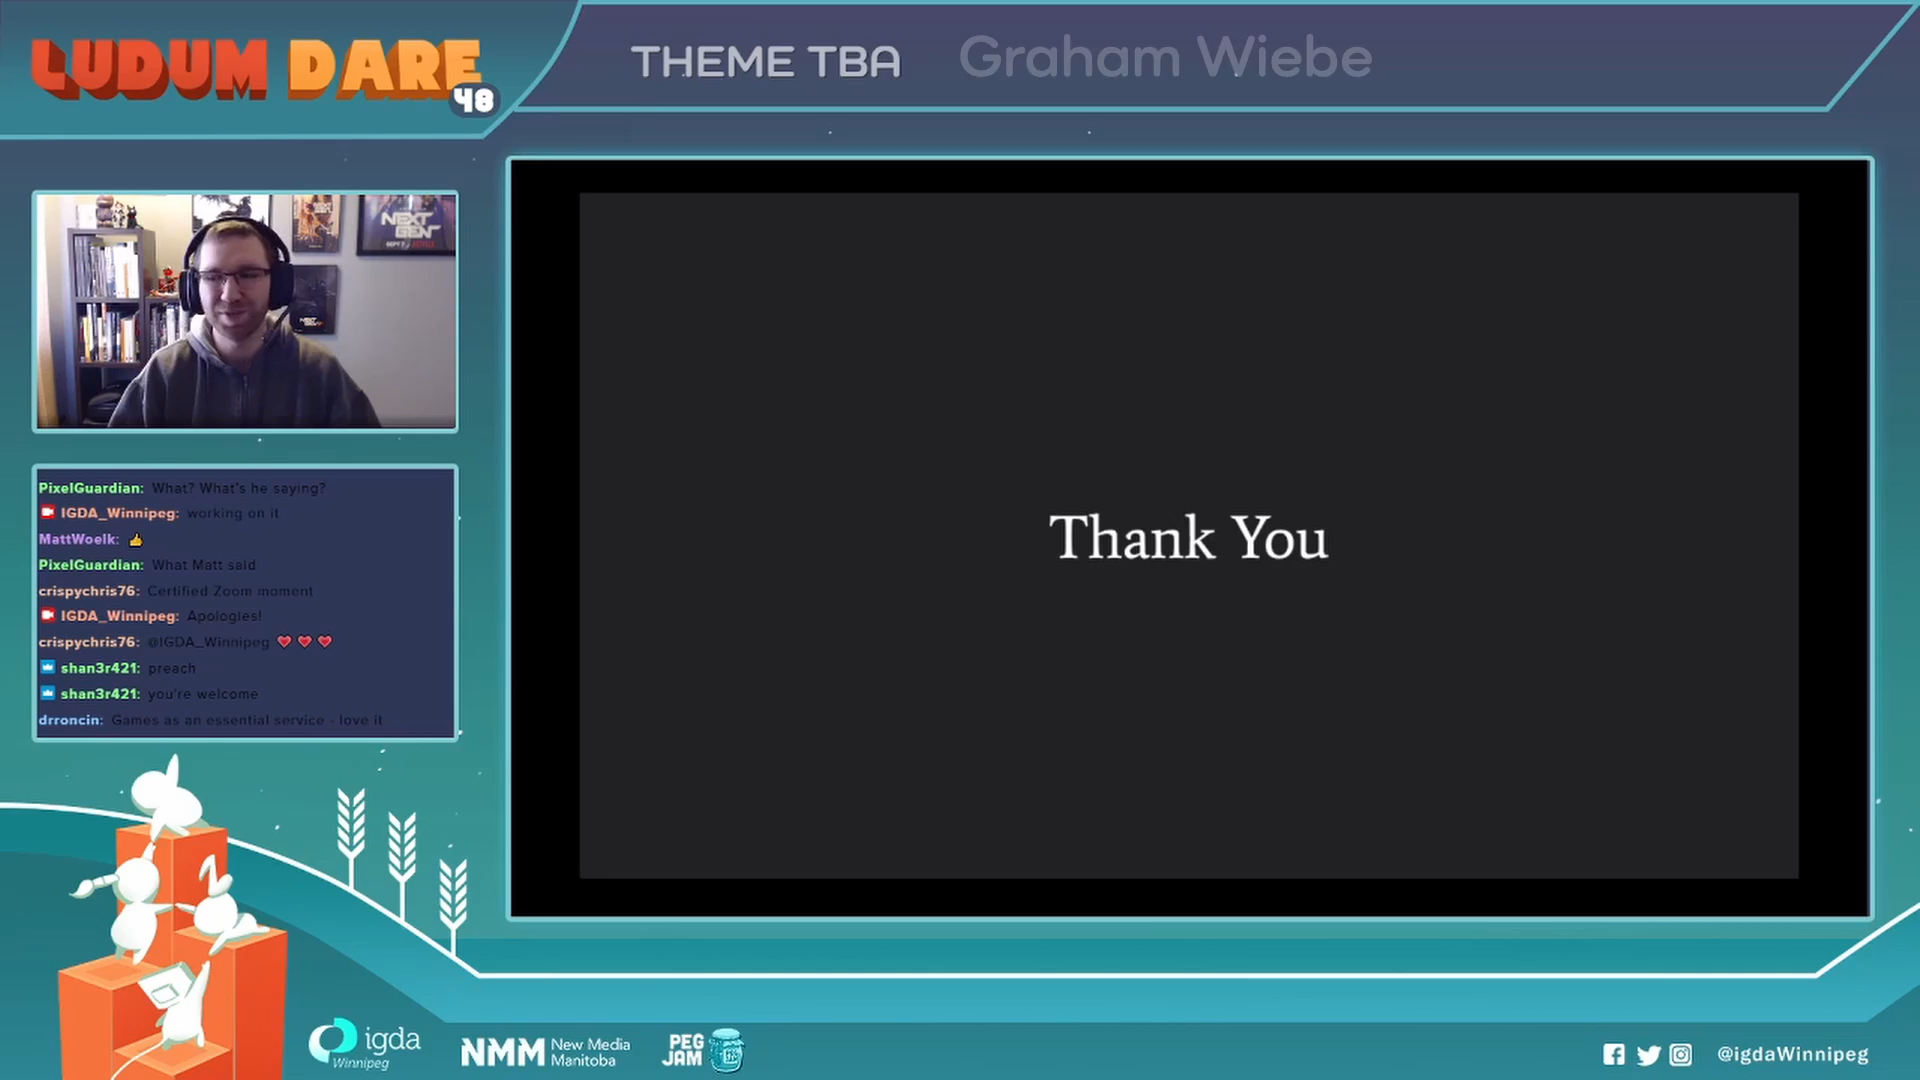 LUDUM DARE
48
THEME TBA
Graham Wiebe
NEXT
GEN
PixelGuardian: What? What's he saying?
IGDA_Winnipeg: working on it
MattWoelk: 👍
PixelGuardian: What Matt said
crispychris76: Certified Zoom moment
IGDA_Winnipeg: Apologies!
crispychris76: @IGDA_Winnipeg ❤️ ❤️ ❤️
shan3r421: preach
shan3r421: you're welcome
drroncin: Games as an essential service - love it
Thank You
igda
Winnipeg
NMM New Media
Manitoba
PEG
JAM
@igdaWinnipeg